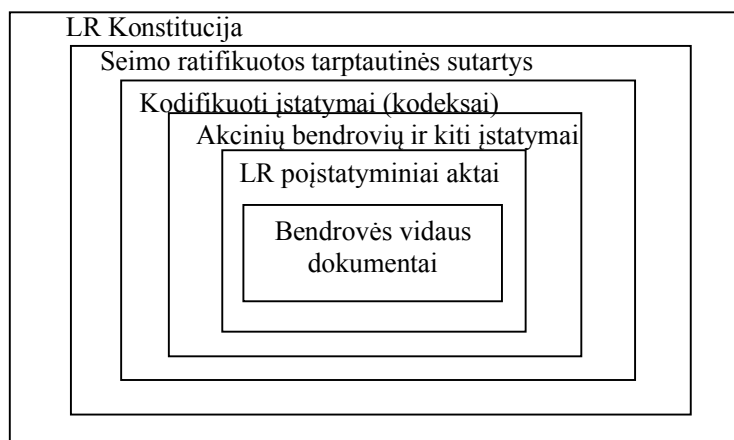 LR Konstitucija
Seimo ratifikuotos tarptautinės sutartys
Kodifikuoti įstatymai (kodeksai)
Akcinių bendrovių ir kiti įstatymai
LR poįstatyminiai aktai
Bendrovės vidaus
dokumentai